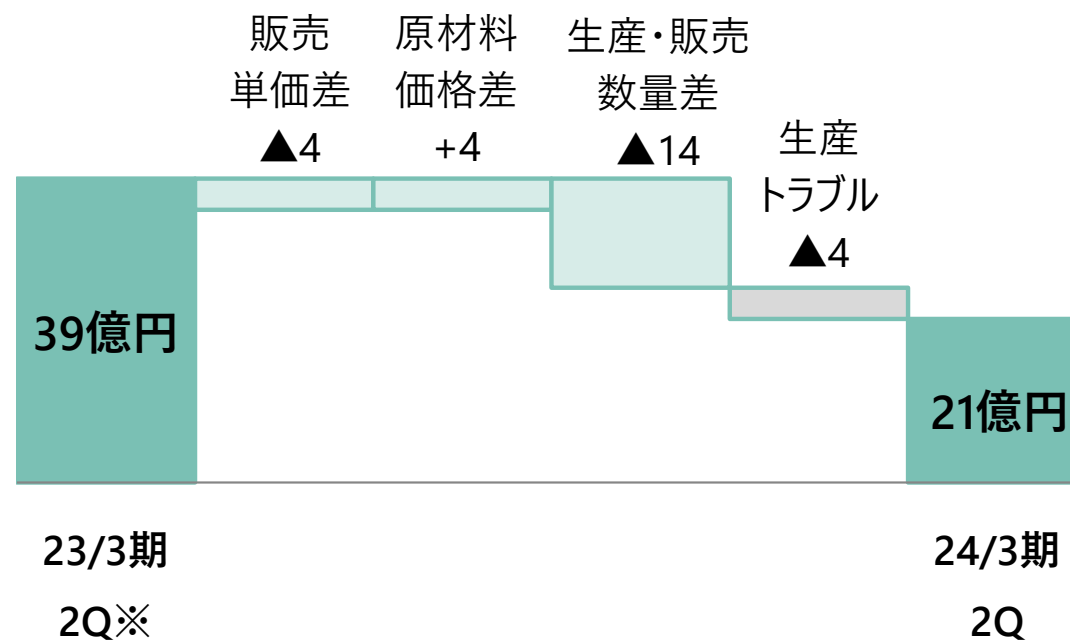 販売
単価差
▲4
原材料
価格差
+4
生産・販売
数量差
▲14
生産
トラブル
▲4
39億円
21億円
23/3期
2Q※
24/3期
2Q